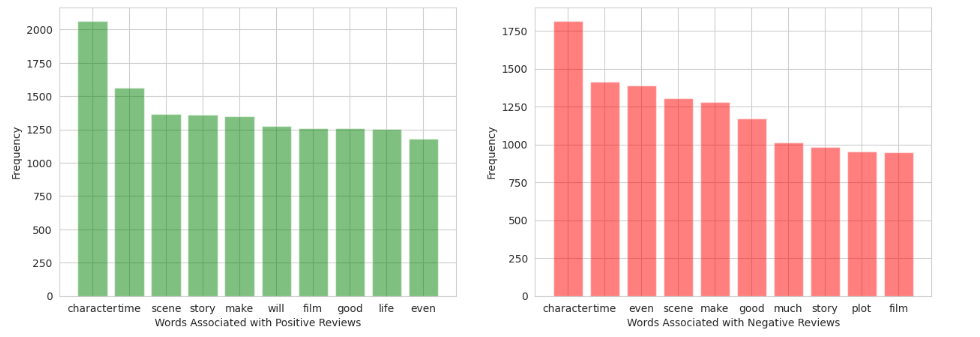 Frequency
2000
1750
1500
1250
1000
750
500
250
0
character time scene story make will film good life even
Words Associated with Positive Reviews
Frequency
1750
1500
1250
1000
750
500
250
0
character time even scene make good much story plot film
Words Associated with Negative Reviews